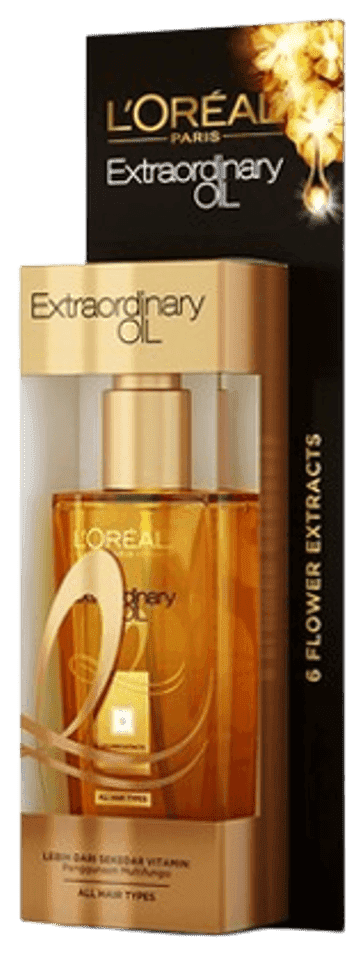 L'ORÉAL
PARIS
Extraordinary
OIL
Extraordinary
OIL
L'ORÉAL
OIL
ALL HAIR TYPES
6 FLOWER EXTRACTS
LEBIH DARI SEKEDAR VITAMIN
Penggunaan Multifungsi
ALL HAIR TYPES